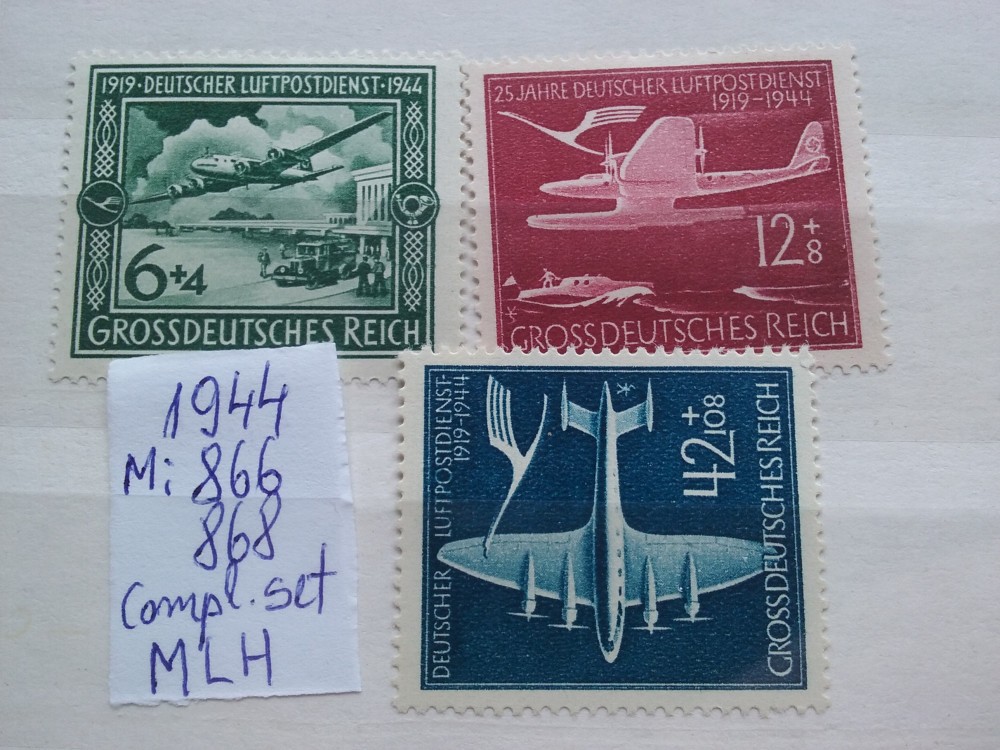 1919·DEUTSCHER LUFTPOSTDIENST·1944
6+4
GROSSDEUTSCHES REICH
25 JAHRE DEUTSCHER LUFTPOSTDIENST
1919-1944
12+8
GROSSDEUTSCHES REICH
DEUTSCHER LUFTPOSTDIENST·
1919-1944
42+108
GROSSDEUTSCHES REICH
1944
Mi 866
868
Compl. set
MLH